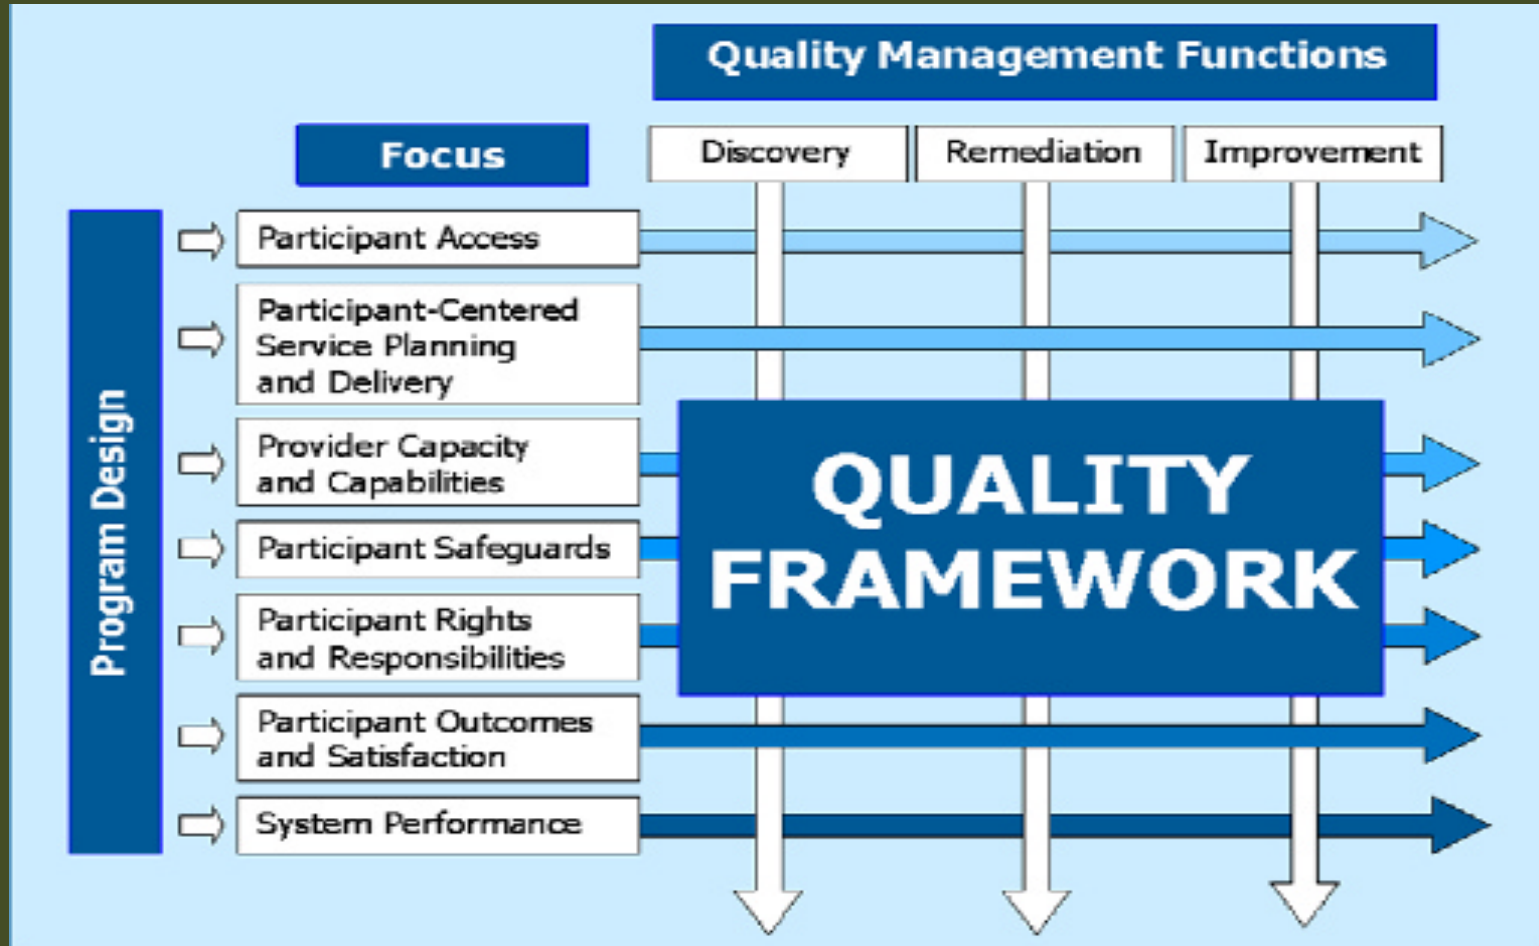 Quality Management Functions
Focus
Discovery
Remediation
Improvement
Program Design
Participant Access
Participant-Centered
Service Planning
and Delivery
Provider Capacity
and Capabilities
Participant Safeguards
Participant Rights
and Responsibilities
Participant Outcomes
and Satisfaction
System Performance
QUALITY
FRAMEWORK